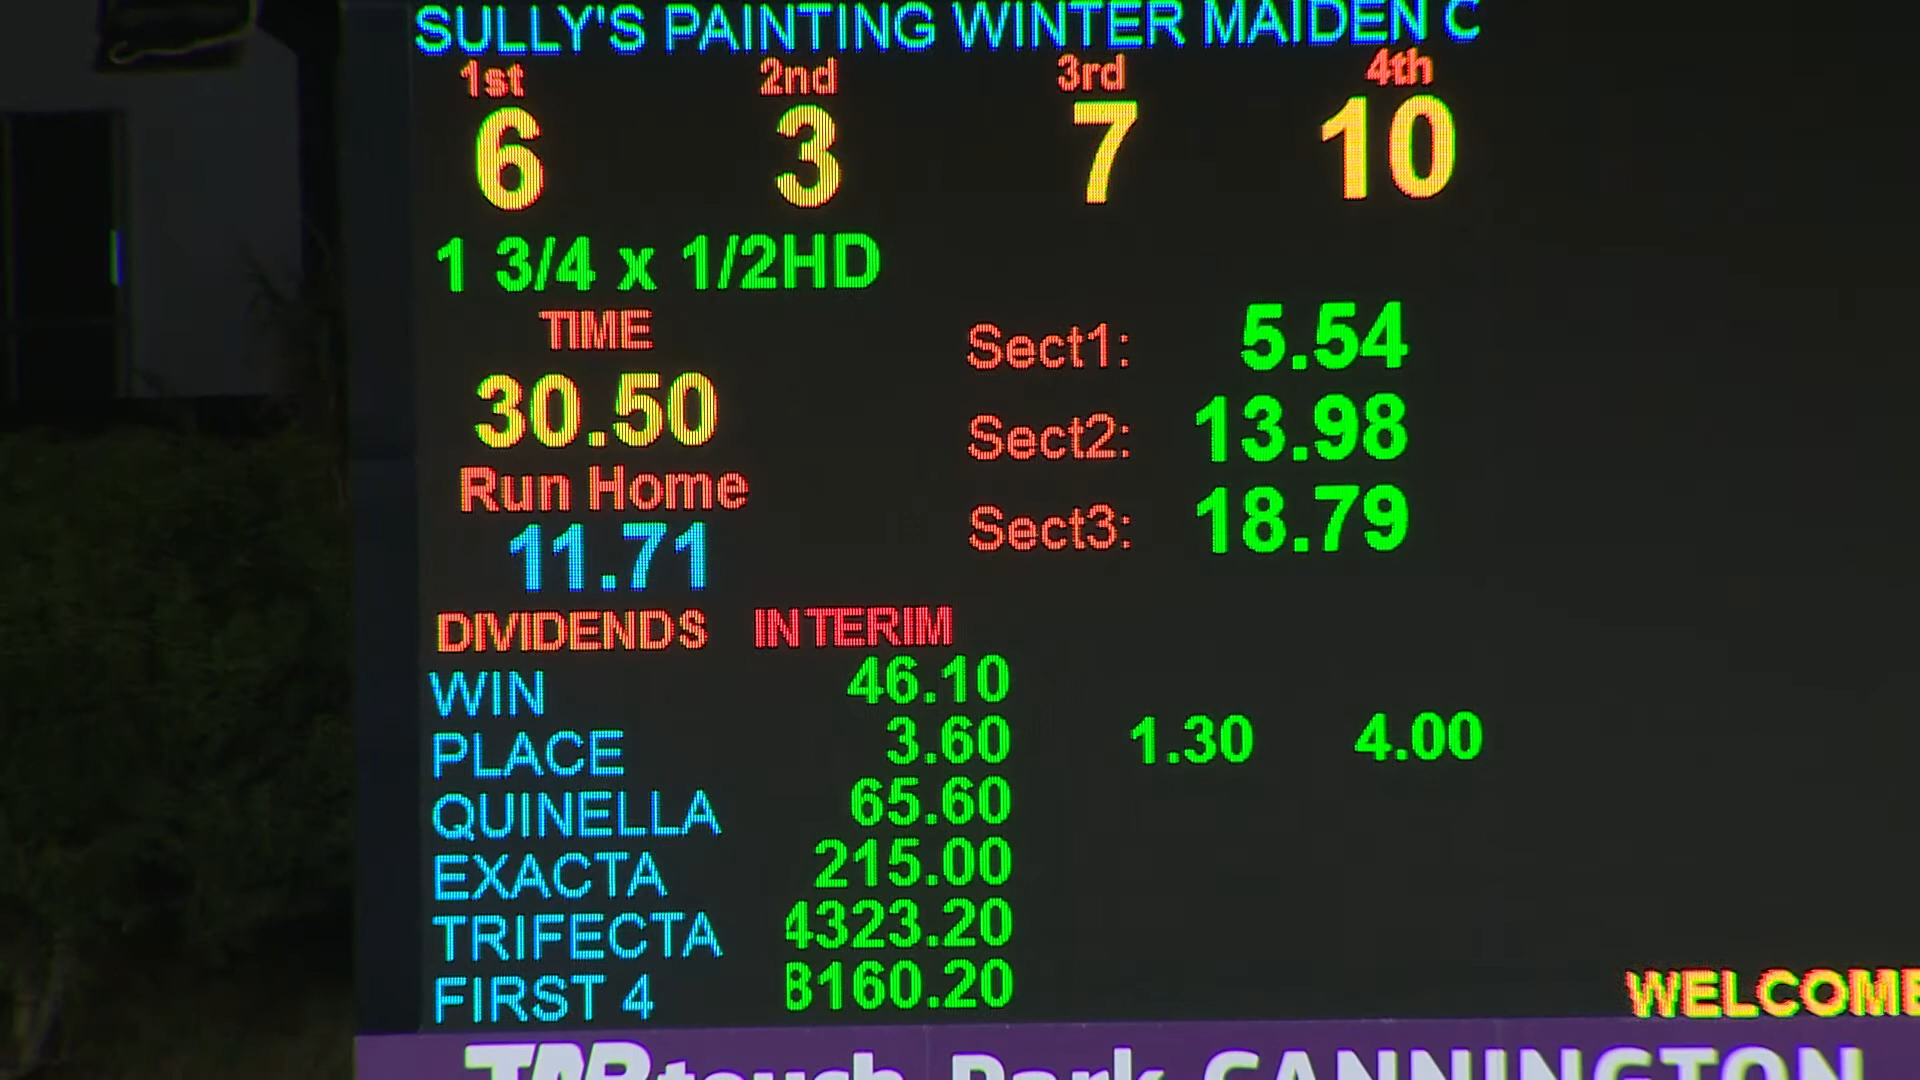 SULLY'S PAINTING WINTER MAIDEN C
1st 2nd 3rd 4th
6 3 7 10
1 3/4 x 1/2HD
TIME
30.50
Run Home
11.71
Sect1: 5.54
Sect2: 13.98
Sect3: 18.79
DIVIDENDS INTERIM
WIN 46.10
PLACE 3.60 1.30 4.00
QUINELLA 65.60
EXACTA 215.00
TRIFECTA 4323.20
FIRST 4 8160.20
WELCOME
TABtouch Park CANNINGTON